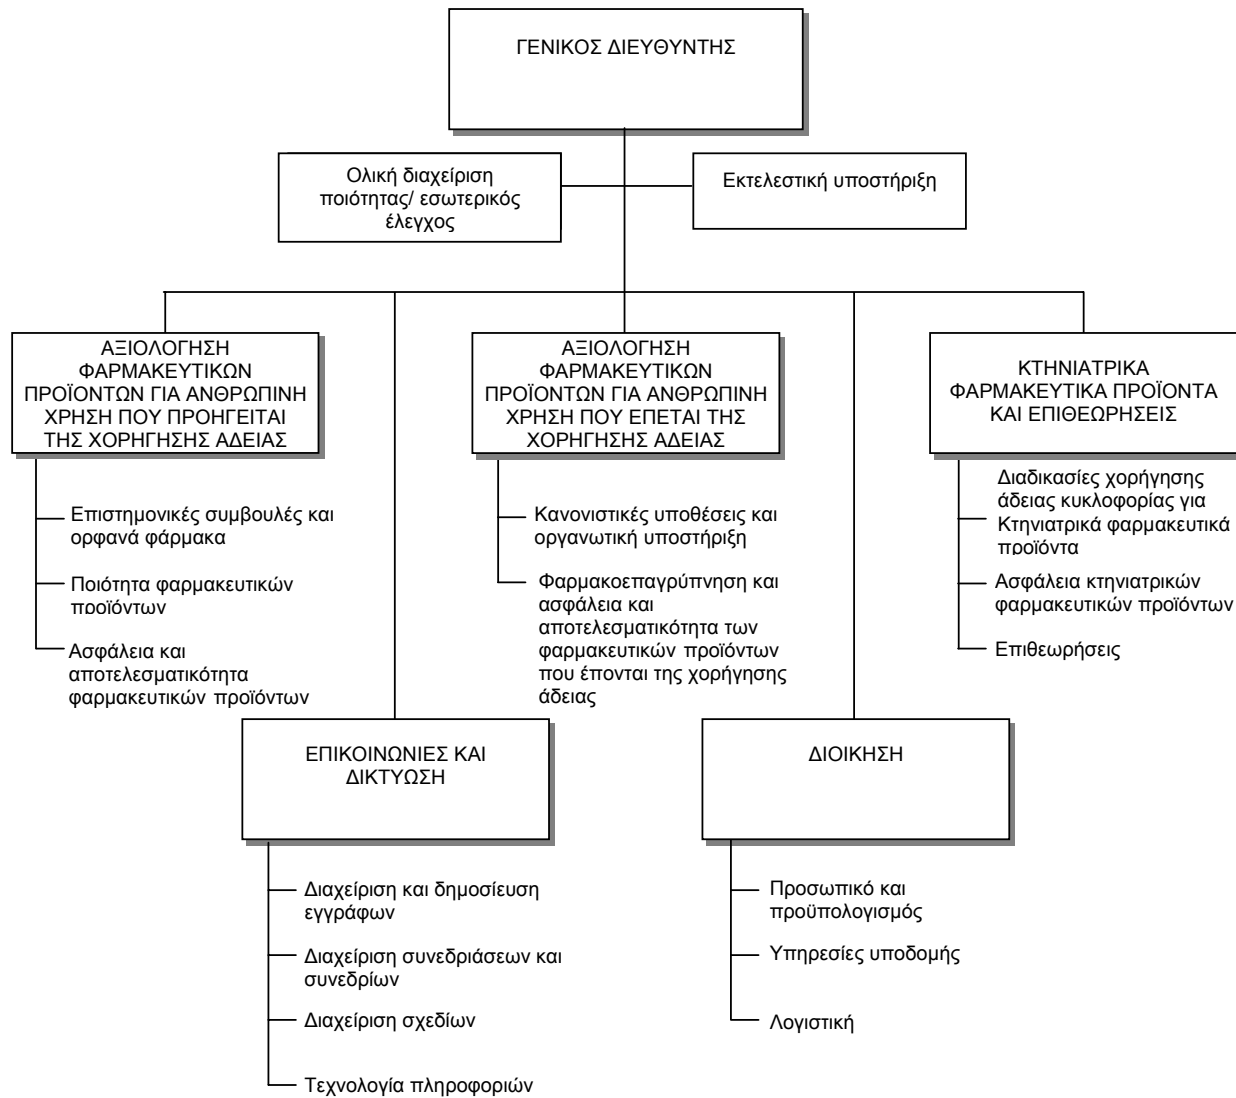 ΓΕΝΙΚΟΣ ΔΙΕΥΘΥΝΤΗΣ
Ολική διαχείριση
ποιότητας/ εσωτερικός
έλεγχος
Εκτελεστική υποστήριξη
ΑΞΙΟΛΟΓΗΣΗ
ΦΑΡΜΑΚΕΥΤΙΚΩΝ
ΠΡΟΪΟΝΤΩΝ ΓΙΑ ΑΝΘΡΩΠΙΝΗ
ΧΡΗΣΗ ΠΟΥ ΠΡΟΗΓΕΙΤΑΙ
ΤΗΣ ΧΟΡΗΓΗΣΗΣ ΑΔΕΙΑΣ
Επιστημονικές συμβουλές και
ορφανά φάρμακα
Ποιότητα φαρμακευτικών
προϊόντων
Ασφάλεια και
αποτελεσματικότητα
φαρμακευτικών προϊόντων
ΑΞΙΟΛΟΓΗΣΗ
ΦΑΡΜΑΚΕΥΤΙΚΩΝ
ΠΡΟΪΟΝΤΩΝ ΓΙΑ ΑΝΘΡΩΠΙΝΗ
ΧΡΗΣΗ ΠΟΥ ΕΠΕΤΑΙ ΤΗΣ
ΧΟΡΗΓΗΣΗΣ ΑΔΕΙΑΣ
Κανονιστικές υποθέσεις και
οργανωτική υποστήριξη
Φαρμακοεπαγρύπνηση και
ασφάλεια και
αποτελεσματικότητα των
φαρμακευτικών προϊόντων
που έπονται της χορήγησης
άδειας
ΚΤΗΝΙΑΤΡΙΚΑ
ΦΑΡΜΑΚΕΥΤΙΚΑ ΠΡΟΪΟΝΤΑ
ΚΑΙ ΕΠΙΘΕΩΡΗΣΕΙΣ
Διαδικασίες χορήγησης
άδειας κυκλοφορίας για
Κτηνιατρικά φαρμακευτικά
προϊόντα
Ασφάλεια κτηνιατρικών
φαρμακευτικών προϊόντων
Επιθεωρήσεις
ΕΠΙΚΟΙΝΩΝΙΕΣ ΚΑΙ
ΔΙΚΤΥΩΣΗ
Διαχείριση και δημοσίευση
εγγράφων
Διαχείριση συνεδριάσεων και
συνεδρίων
Διαχείριση σχεδίων
Τεχνολογία πληροφοριών
ΔΙΟΙΚΗΣΗ
Προσωπικό και
προϋπολογισμός
Υπηρεσίες υποδομής
Λογιστική